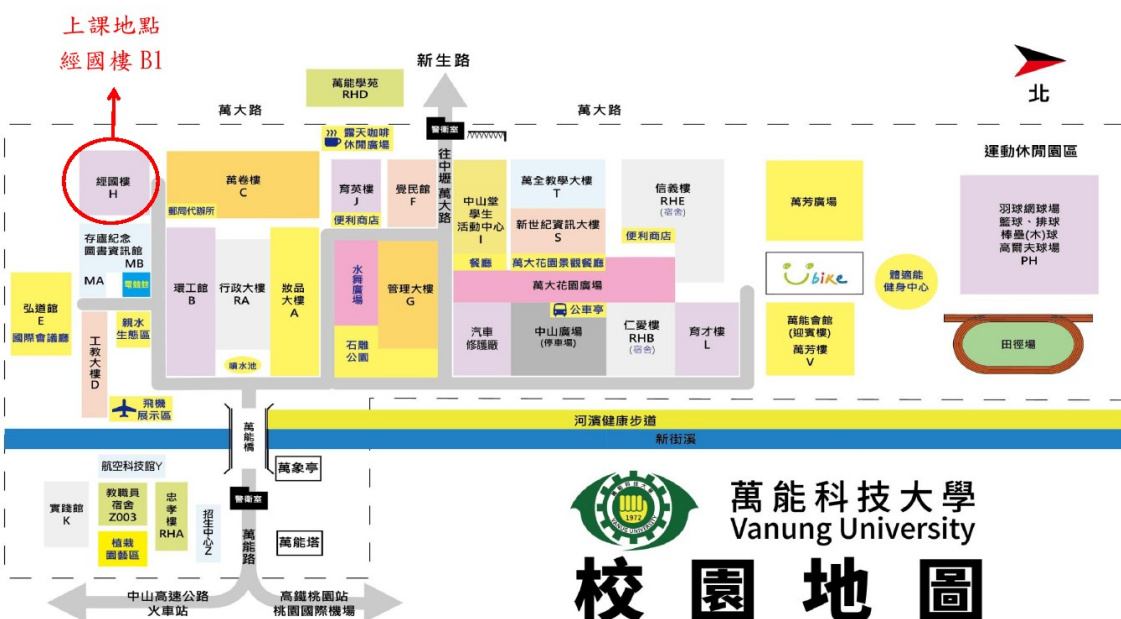 上課地點
經國樓 B1
新生路
萬能學苑
RHD
北
萬大路
萬大路
警衛室
露天咖啡
休閒廣場
運動休閒園區
經國樓
H
萬卷樓
C
郵局代辦所
育英樓
J
便利商店
覺民館
F
往中壢 萬大路
中山堂
學生
活動中心
I
餐廳
萬全教學大樓
T
新世紀資訊大樓
S
萬大花園景觀餐廳
信義樓
RHE
(宿舍)
便利商店
萬芳廣場
羽球網球場
籃球、排球
棒壘(木)球
高爾夫球場
PH
存廬紀念
圖書資訊館
MB
MA
環工館
B
行政大樓
RA
妝品
大樓
A
水舞廣場
管理大樓
G
萬大花園廣場
Ubike
體適能
健身中心
弘道館
E
國際會議廳
親水
生態區
工教大樓D
噴水池
石雕
公園
公車亭
汽車
修護廠
中山廣場
(停車場)
仁愛樓
RHB
(宿舍)
育才樓
L
萬能會館
(迎賓樓)
萬芳樓
V
田徑場
飛機
展示區
萬能橋
河濱健康步道
新街溪
航空科技館Y
萬象亭
實踐館
K
教職員
宿舍
Z003
植栽
園藝區
忠孝樓
RHA
招生中心Z
警衛室
萬能路
萬能塔
中山高速公路
火車站
高鐵桃園站
桃園國際機場
萬能科技大學
VANUNG UNIVERSITY
1972
萬能科技大學
Vanung University
校園地圖